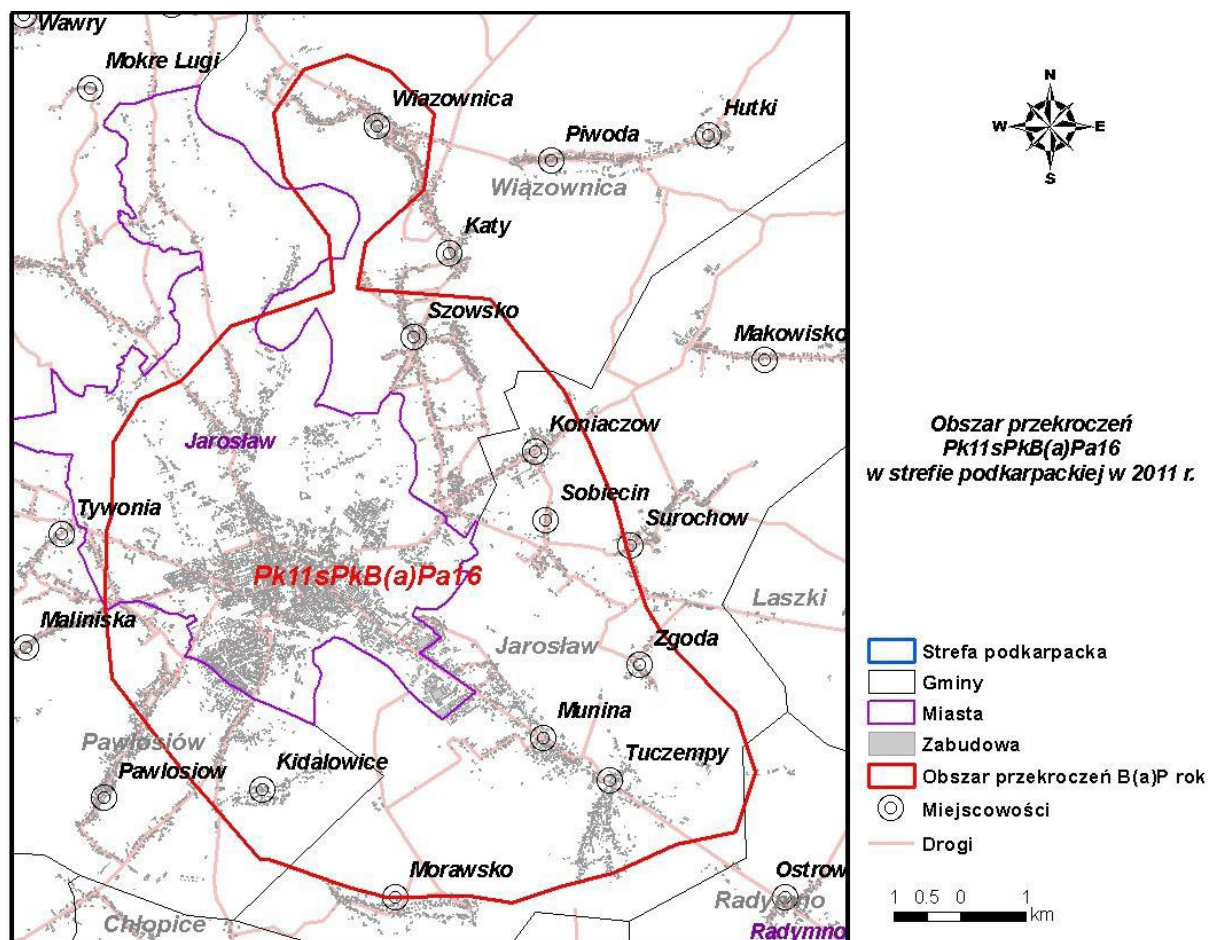 Wawry
Mokre Lugi
Wiazownica
Hutki
Piwoda
Wiązownica
Katy
Szowsko
Makowisko
Koniaczow
Jarosław
Sobiecin
Tywonia
Surochow
Pk11sPkB(a)Pa16
Laszki
Maliniska
Jarosław
Zgoda
Munina
Pawłosiów
Kidalowice
Tuczempy
Pawlosiow
Morawsko
Ostrow
Radymno
Chłopice
Radymno
N
W E
S
Obszar przekroczeń
Pk11sPkB(a)Pa16
w strefie podkarpackiej w 2011 r.
Strefa podkarpacka
Gminy
Miasta
Zabudowa
Obszar przekroczeń B(a)P rok
Miejscowości
Drogi
1 0.5 0 1
km